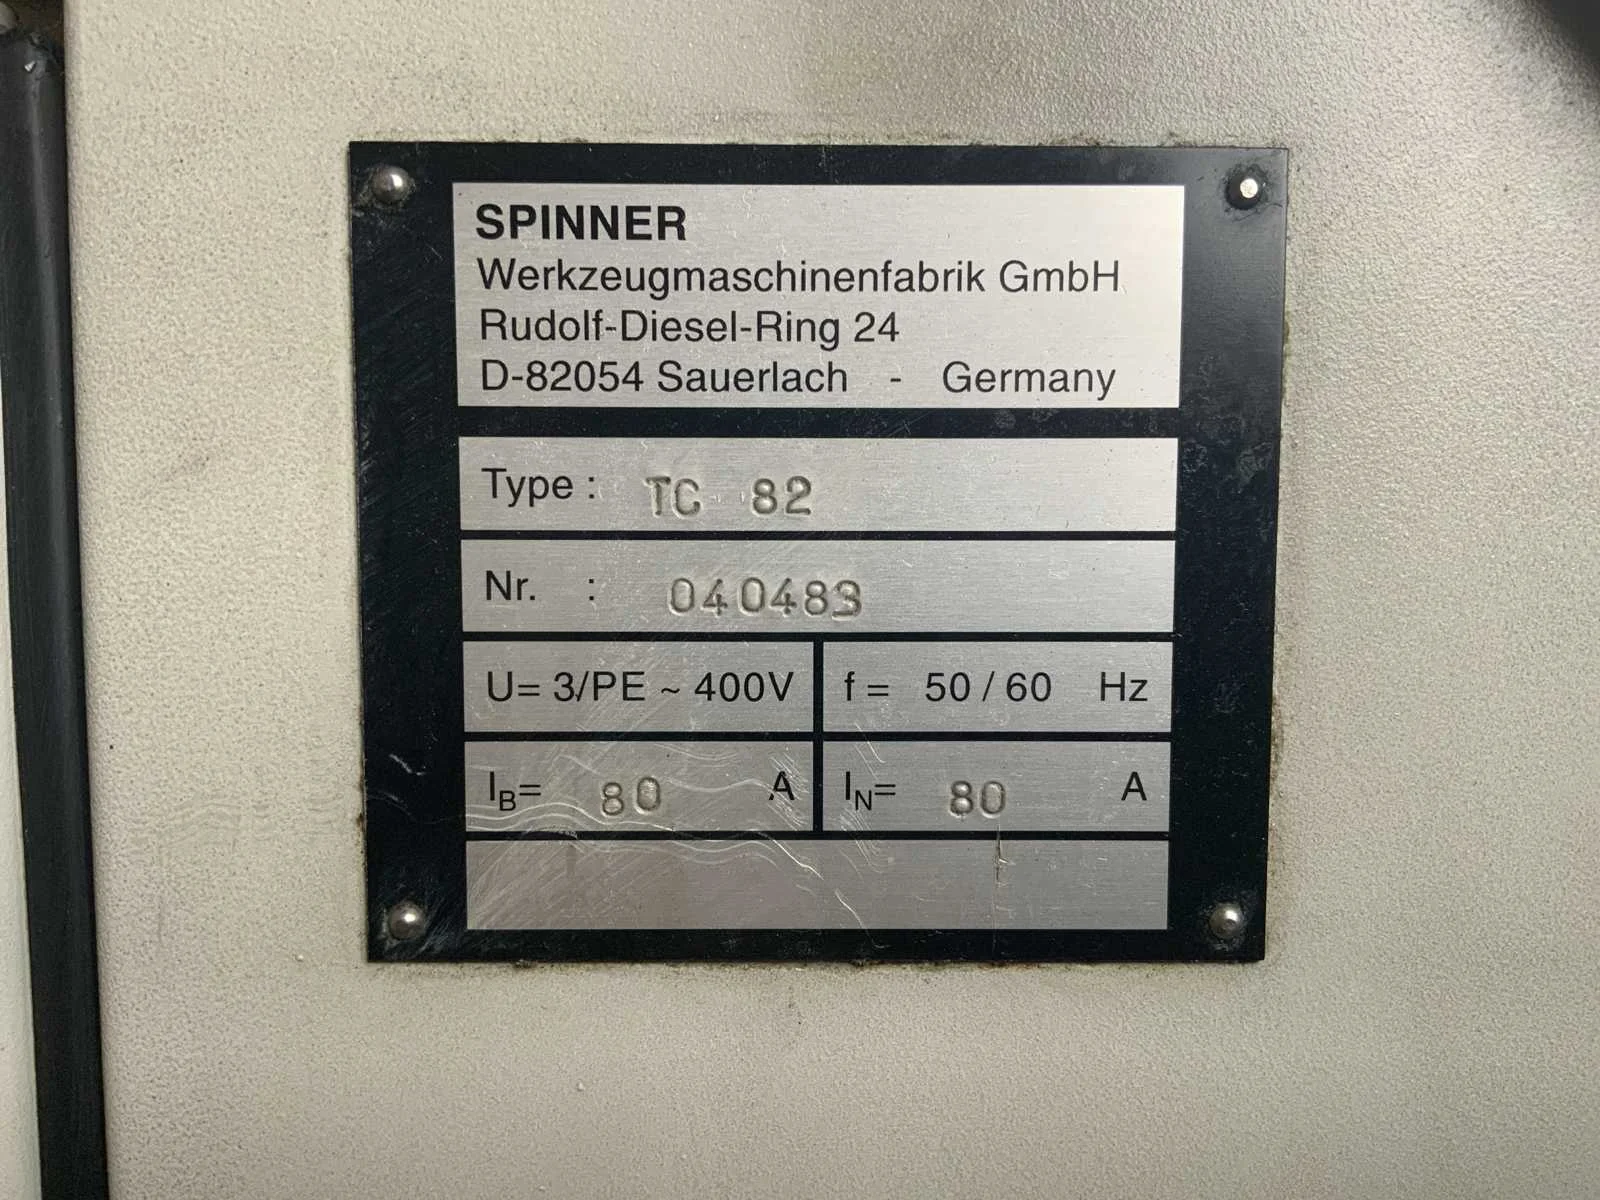 SPINNER
Werkzeugmaschinenfabrik GmbH
Rudolf-Diesel-Ring 24
D-82054 Sauerlach - Germany
Type : TC 82
Nr. : 040483
U= 3/PE ~ 400V f = 50 / 60 Hz
IB= 80 A IN= 80 A